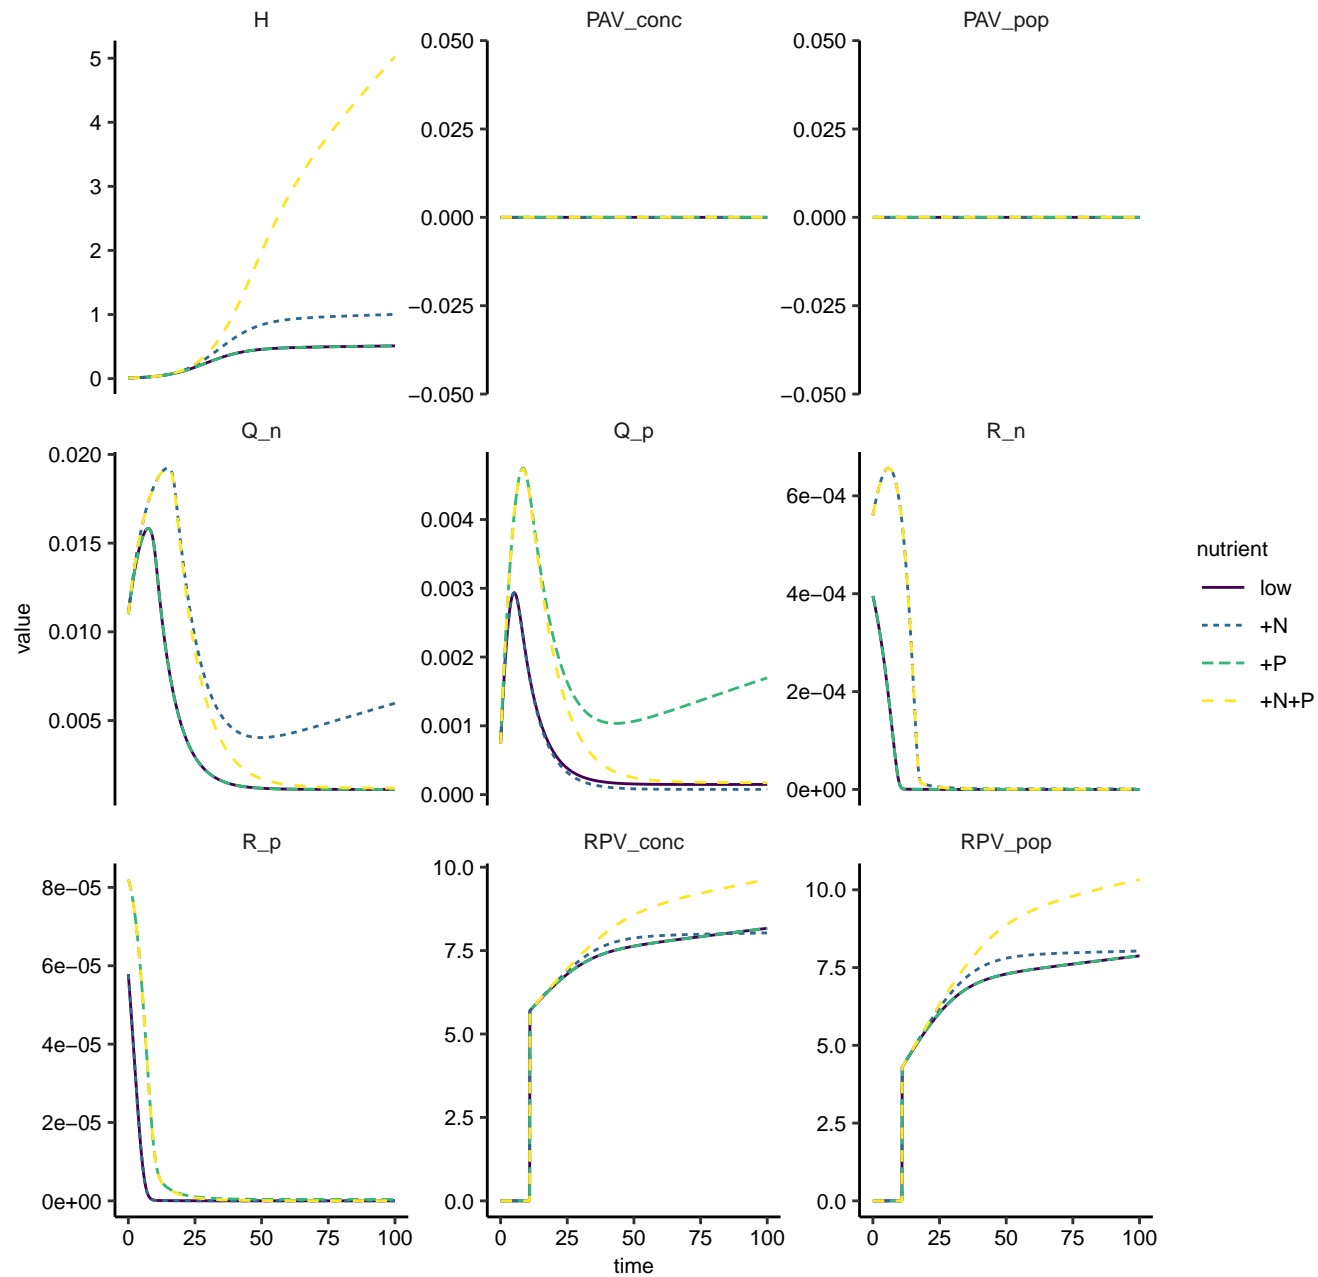 H PAV_conc PAV_pop
5
4
3
2
1
0
0.050
0.025
0.000
−0.025
−0.050
0.050
0.025
0.000
−0.025
−0.050
Q_n Q_p R_n
0.020
0.015
0.010
0.005
0.004
0.003
0.002
0.001
0.000
6e−04
4e−04
2e−04
0e+00
R_p RPV_conc RPV_pop
8e−05
6e−05
4e−05
2e−05
0e+00
10.0
7.5
5.0
2.5
0.0
10.0
7.5
5.0
2.5
0.0
0 25 50 75 100 0 25 50 75 100 0 25 50 75 100
time
value
nutrient
low
+N
+P
+N+P